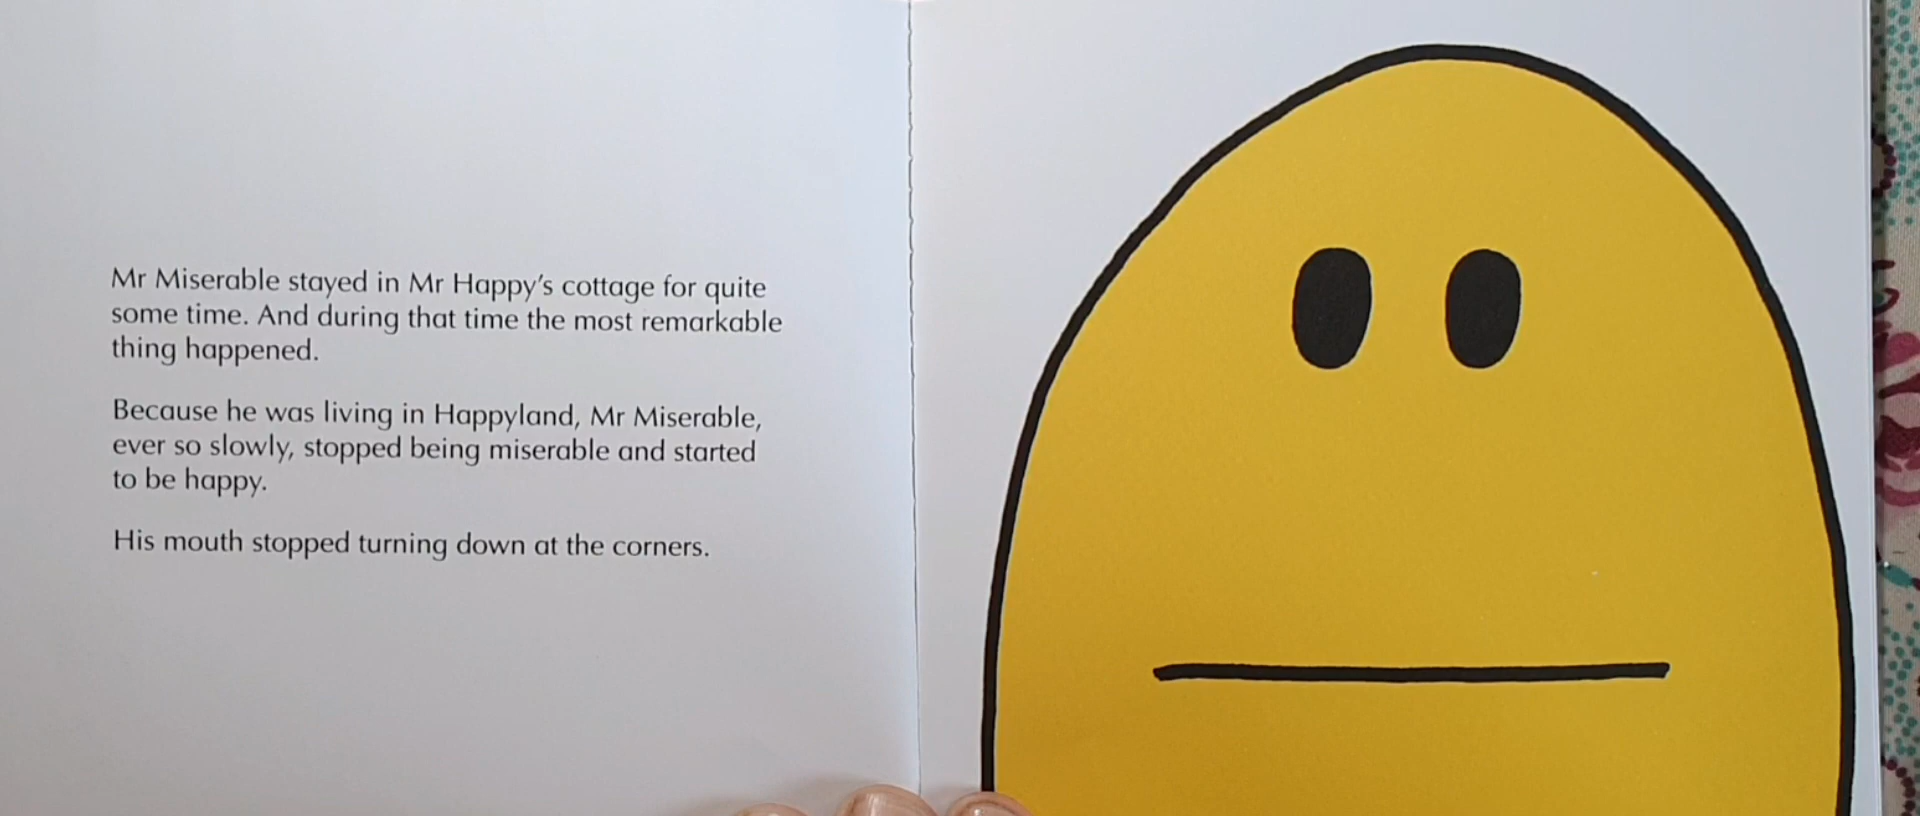 Mr Miserable stayed in Mr Happy's cottage for quite
some time. And during that time the most remarkable
thing happened.
Because he was living in Happyland, Mr Miserable,
ever so slowly, stopped being miserable and started
to be happy.
His mouth stopped turning down at the corners.